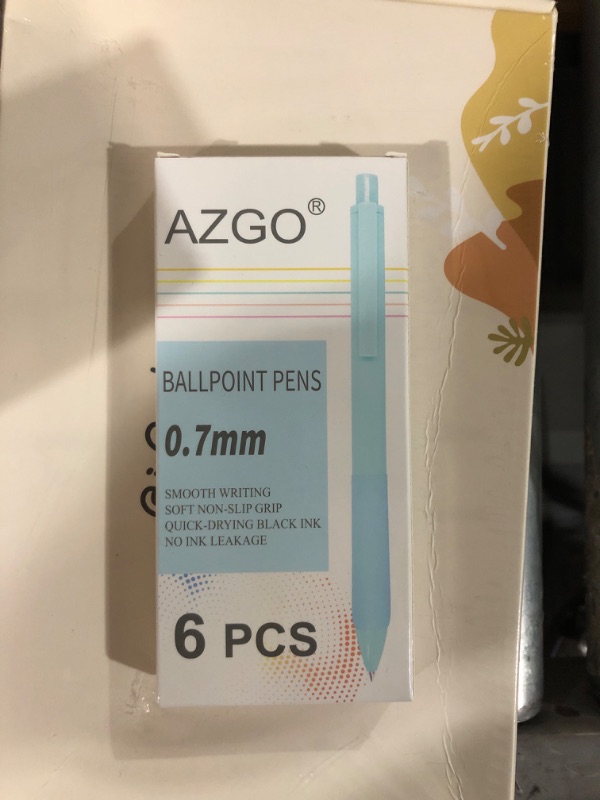 AZGO®
BALLPOINT PENS
0.7mm
SMOOTH WRITING
SOFT NON-SLIP GRIP
QUICK-DRYING BLACK INK
NO INK LEAKAGE
6 PCS